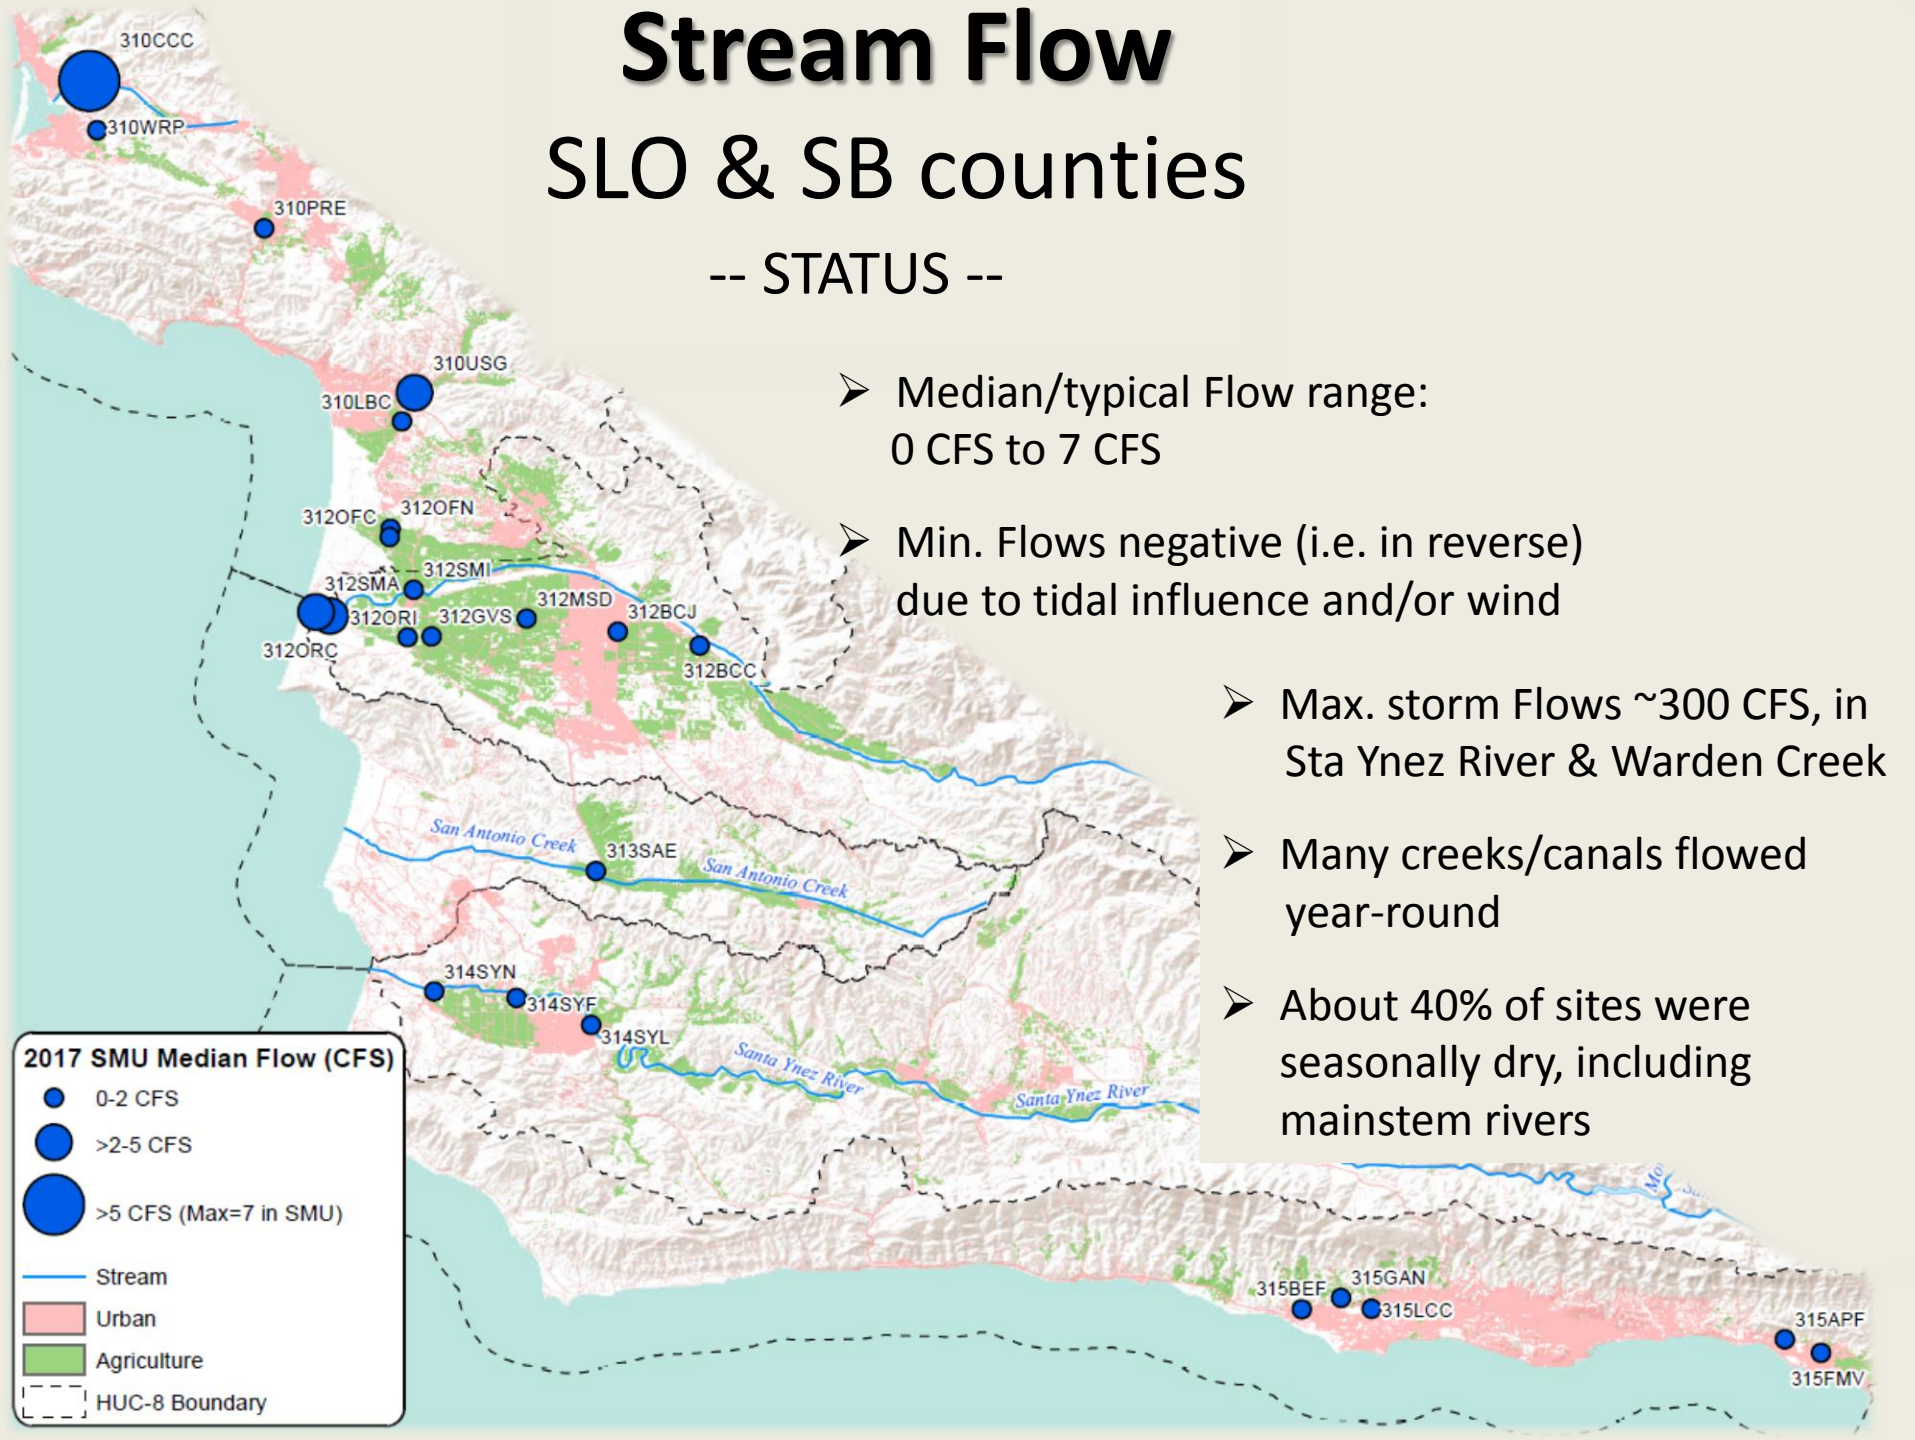 Stream Flow
SLO & SB counties
-- STATUS --
➢ Median/typical Flow range:
0 CFS to 7 CFS
➢ Min. Flows negative (i.e. in reverse)
due to tidal influence and/or wind
➢ Max. storm Flows ~300 CFS, in
Sta Ynez River & Warden Creek
➢ Many creeks/canals flowed
year-round
➢ About 40% of sites were
seasonally dry, including
mainstem rivers
310CCC
310WRP
310PRE
310USG
310LBC
312OFC
312OFN
312SMA
312SMI
312ORI
312GVS
312MSD
312BCJ
312ORC
312BCC
San Antonio Creek
313SAE
San Antonio Creek
314SYN
314SYF
314SYL
Santa Ynez River
Santa Ynez River
315BEF
315GAN
315LCC
315APF
315FMV
2017 SMU Median Flow (CFS)
0-2 CFS
>2-5 CFS
>5 CFS (Max=7 in SMU)
Stream
Urban
Agriculture
HUC-8 Boundary